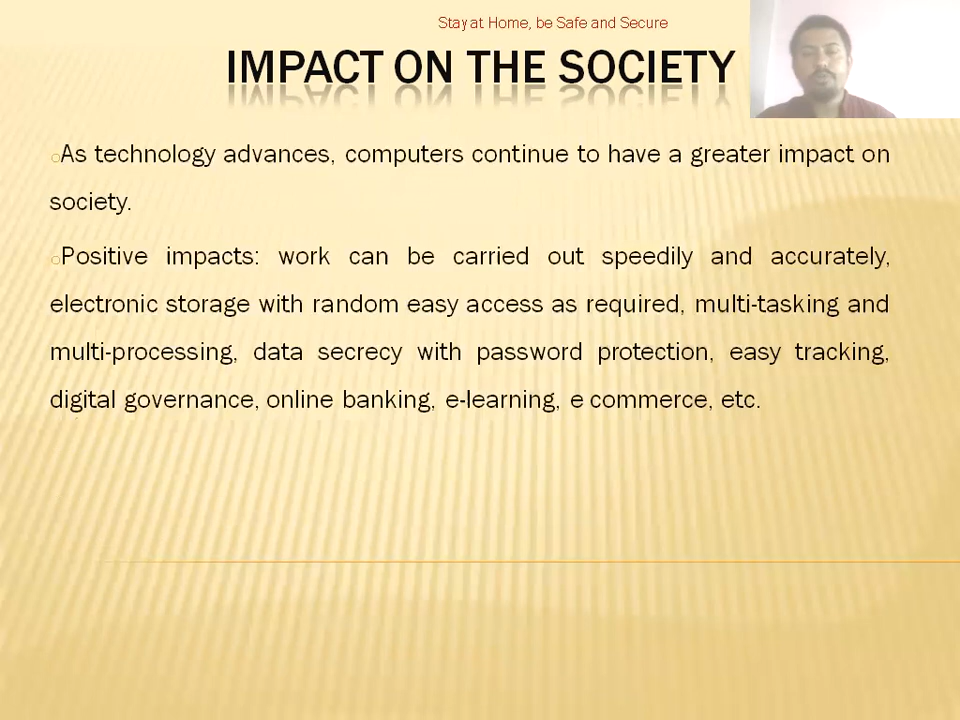 Stay at Home, be Safe and Secure
IMPACT ON THE SOCIETY
As technology advances, computers continue to have a greater impact on
society.
Positive impacts: work can be carried out speedily and accurately,
electronic storage with random easy access as required, multi-tasking and
multi-processing, data secrecy with password protection, easy tracking,
digital governance, online banking, e-learning, e commerce, etc.